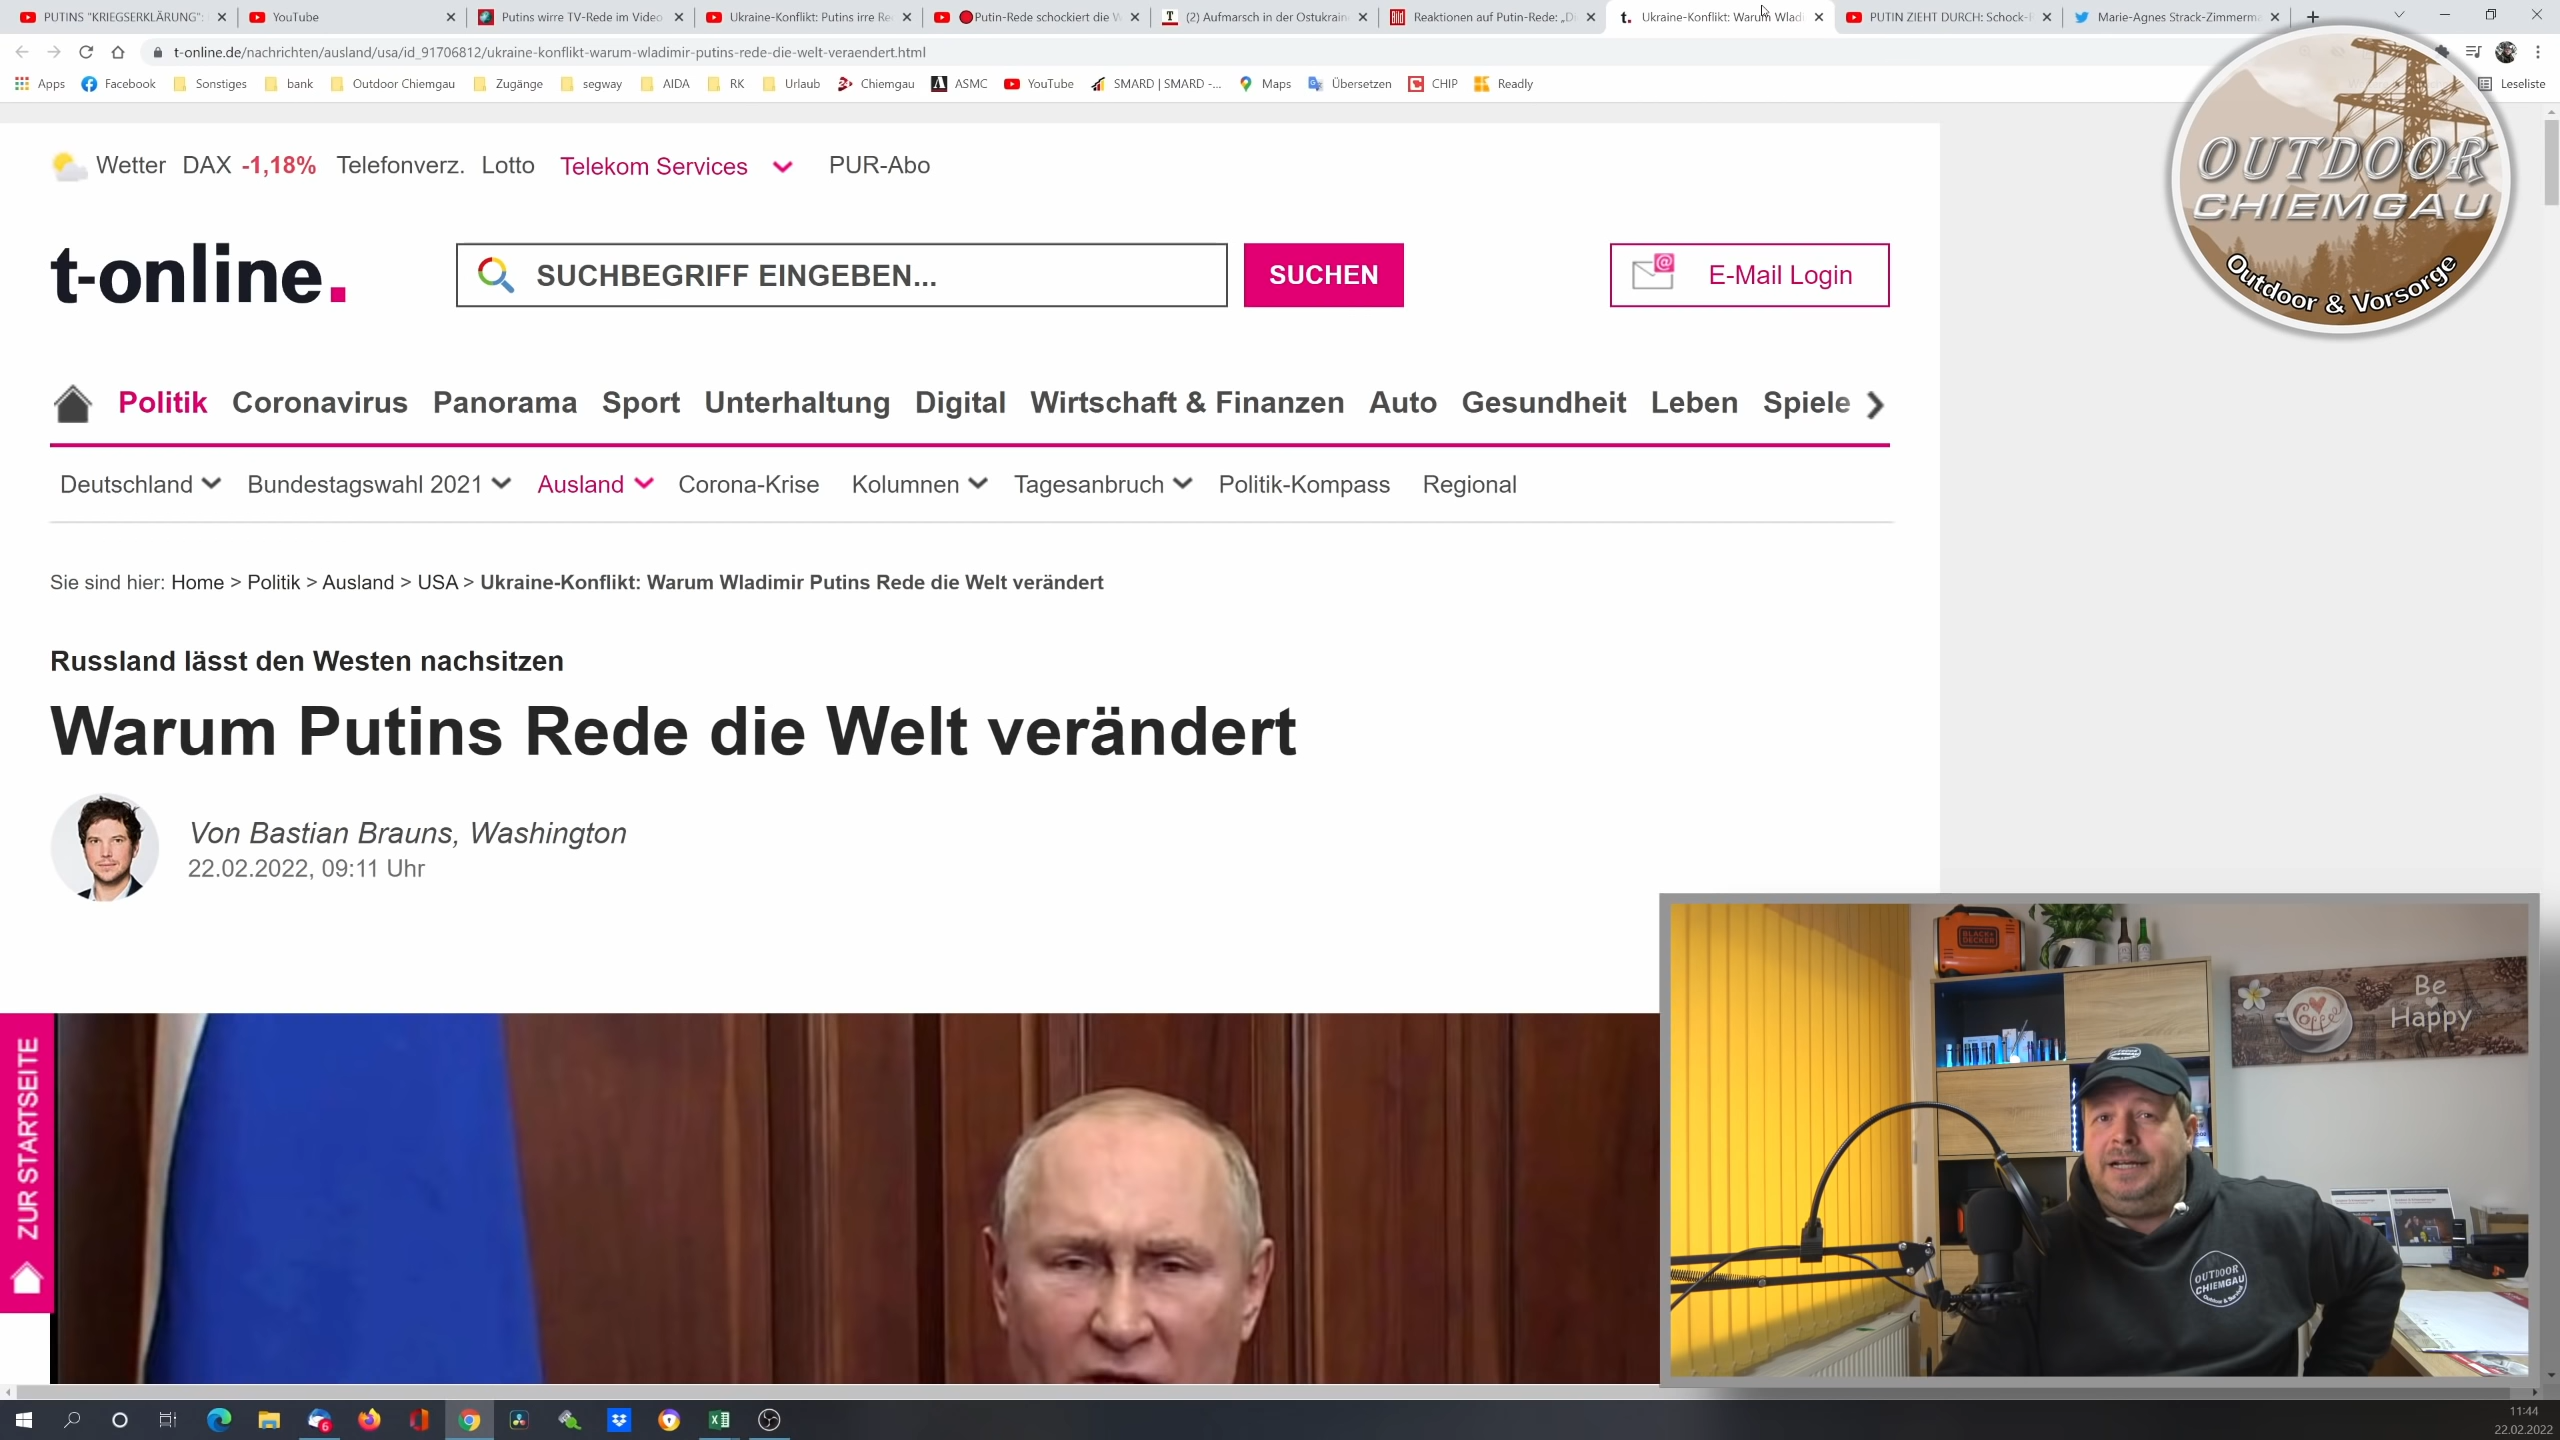 PUTINS "KRIEGSERKLÄRUNG":
YouTube
Putins wirre TV-Rede im Video
Ukraine-Konflikt: Putins irre Re
Putin-Rede schockiert die W
(2) Aufmarsch in der Ostukrain
Reaktionen auf Putin-Rede: „Di
Ukraine-Konflikt: Warum Wladi
PUTIN ZIEHT DURCH: Schock-
Marie-Agnes Strack-Zimmerma
t-online.de/nachrichten/ausland/usa/id_91706812/ukraine-konflikt-warum-wladimir-putins-rede-die-welt-veraendert.html
Apps Facebook Sonstiges bank Outdoor Chiemgau Zugänge segway AIDA RK Urlaub Chiemgau ASMC YouTube SMARD | SMARD -... Maps Übersetzen CHIP Readly Leseliste
OUTDOOR
CHIEMGAU
Outdoor & Vorsorge
Wetter DAX -1,18% Telefonverz. Lotto Telekom Services PUR-Abo
t-online.
SUCHBEGRIFF EINGEBEN...
SUCHEN
E-Mail Login
Politik Coronavirus Panorama Sport Unterhaltung Digital Wirtschaft & Finanzen Auto Gesundheit Leben Spiele
Deutschland Bundestagswahl 2021 Ausland Corona-Krise Kolumnen Tagesanbruch Politik-Kompass Regional
Sie sind hier: Home > Politik > Ausland > USA > Ukraine-Konflikt: Warum Wladimir Putins Rede die Welt verändert
Russland lässt den Westen nachsitzen
Warum Putins Rede die Welt verändert
Von Bastian Brauns, Washington
22.02.2022, 09:11 Uhr
ZUR STARTSEITE
BLACK+
DECKER
Coffee
Be
Happy
OUTDOOR
CHIEMGAU
11:44
22.02.2022